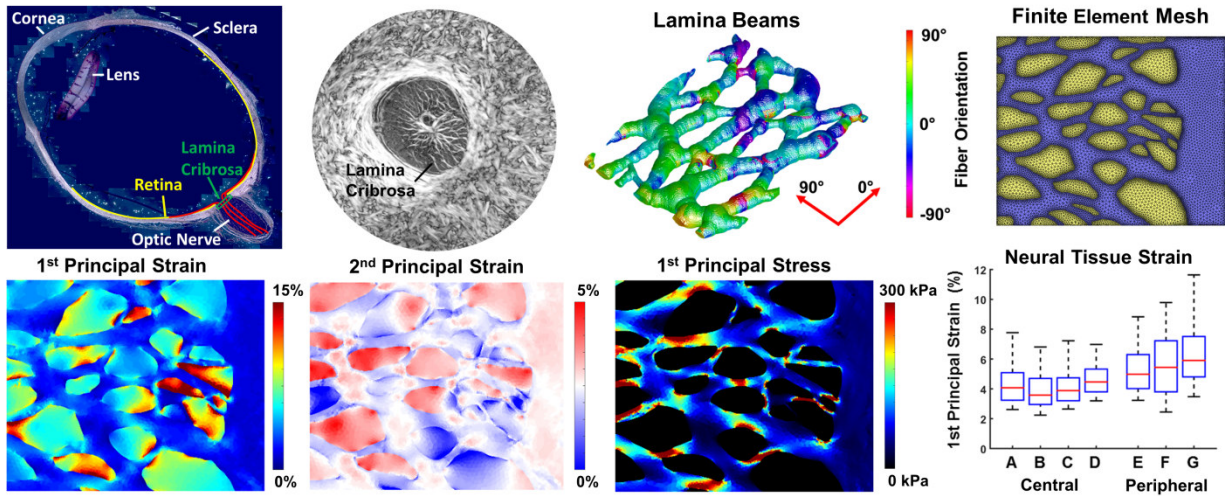 Cornea
Sclera
Lens
Lamina
Cribrosa
Retina
Optic Nerve
Lamina
Cribrosa
Lamina Beams
90°
0°
-90°
Fiber Orientation
90°
0°
Finite Element Mesh
1st Principal Strain
15%
0%
2nd Principal Strain
5%
0%
1st Principal Stress
300 kPa
0 kPa
Neural Tissue Strain
1st Principal Strain (%)
12
10
8
6
4
2
0
A B C D E F G
Central Peripheral